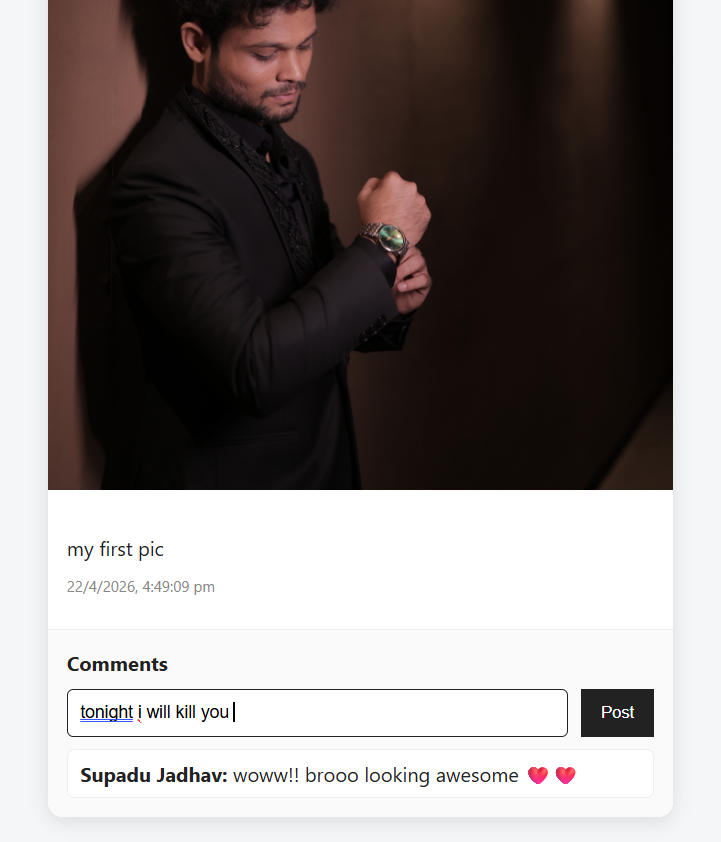 my first pic
22/4/2026, 4:49:09 pm
Comments
tonight i will kill you
Post
Supadu Jadhav: woww!! brooo looking awesome 💖 💖